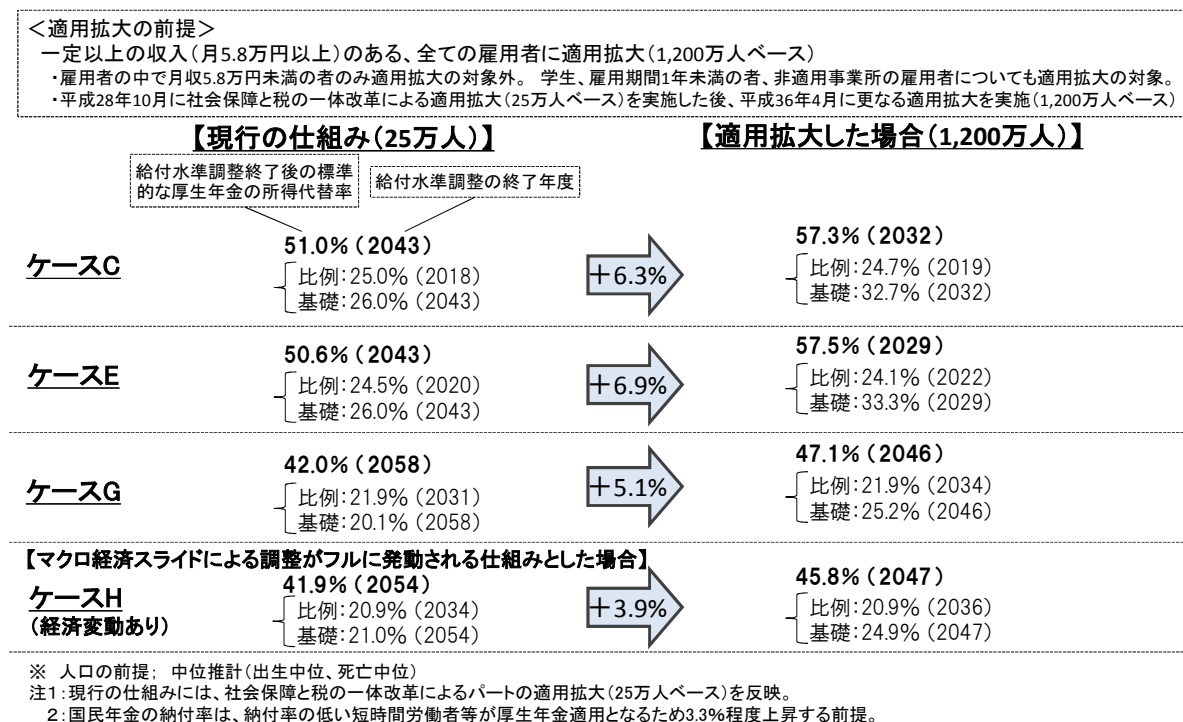 ＜適用拡大の前提＞
一定以上の収入（月5.8万円以上）のある、全ての雇用者に適用拡大（1,200万人ベース）
・雇用者の中で月収5.8万円未満の者のみ適用拡大の対象外。 学生、雇用期間1年未満の者、非適用事業所の雇用者についても適用拡大の対象。
・平成28年10月に社会保障と税の一体改革による適用拡大（25万人ベース）を実施した後、平成36年4月に更なる適用拡大を実施（1,200万人ベース）
【現行の仕組み（25万人）】
【適用拡大した場合（1,200万人）】
給付水準調整終了後の標準
的な厚生年金の所得代替率
給付水準調整の終了年度
ケースC
51.0%（2043）
比例：25.0%（2018）
基礎：26.0%（2043）
＋6.3%
57.3%（2032）
比例：24.7%（2019）
基礎：32.7%（2032）
ケースE
50.6%（2043）
比例：24.5%（2020）
基礎：26.0%（2043）
＋6.9%
57.5%（2029）
比例：24.1%（2022）
基礎：33.3%（2029）
ケースG
42.0%（2058）
比例：21.9%（2031）
基礎：20.1%（2058）
＋5.1%
47.1%（2046）
比例：21.9%（2034）
基礎：25.2%（2046）
【マクロ経済スライドによる調整がフルに発動される仕組みとした場合】
ケースH
（経済変動あり）
41.9%（2054）
比例：20.9%（2034）
基礎：21.0%（2054）
＋3.9%
45.8%（2047）
比例：20.9%（2036）
基礎：24.9%（2047）
※ 人口の前提； 中位推計（出生中位、死亡中位）
注1：現行の仕組みには、社会保障と税の一体改革によるパートの適用拡大（25万人ベース）を反映。
2：国民年金の納付率は、納付率の低い短時間労働者等が厚生年金適用となるため3.3%程度上昇する前提。